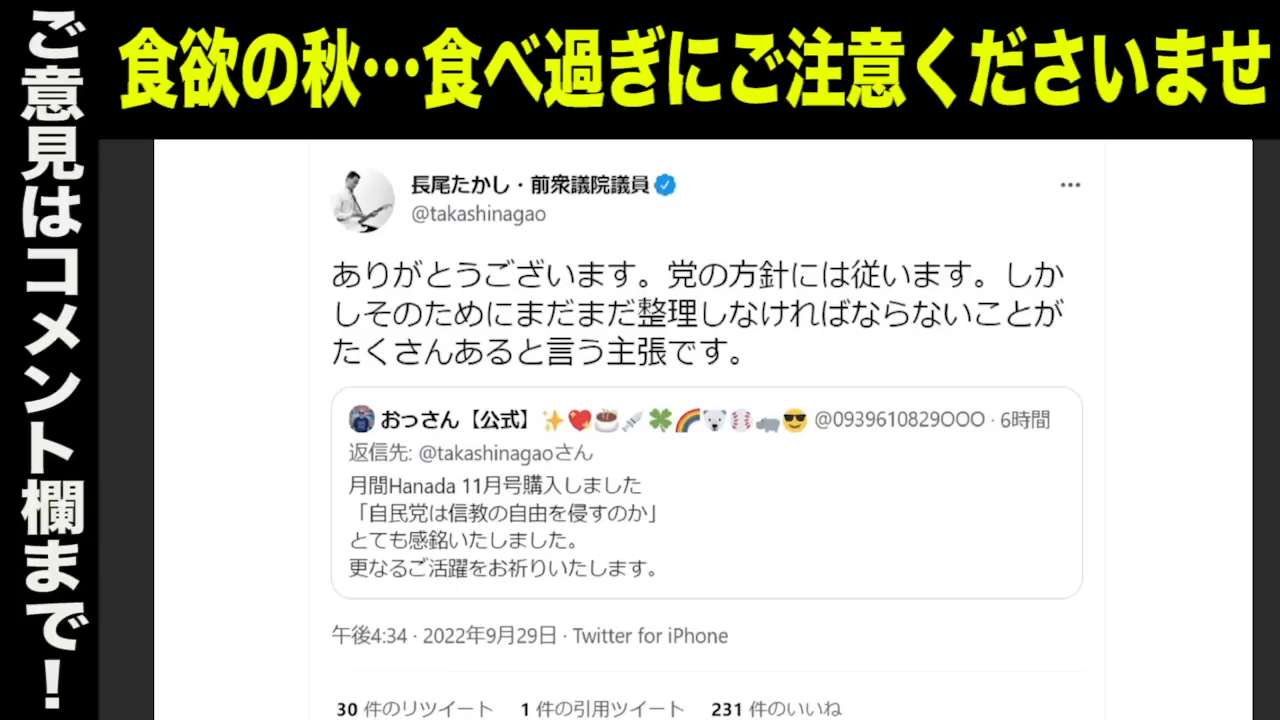 食欲の秋…食べ過ぎにご注意くださいませ
ご意見はコメント欄まで！
長尾たかし・前衆議院議員
@takashinagao
ありがとうございます。党の方針には従います。しか
しそのためにまだまだ整理しなければならないことが
たくさんあると言う主張です。
おっさん【公式】✨💖☕💉🍀🌈🐻‍❄️⚾🦏😎 @0939610829OOO · 6時間
返信先: @takashinagaoさん
月間Hanada 11月号購入しました
「自民党は信教の自由を侵すのか」
とても感銘いたしました。
更なるご活躍をお祈りいたします。
午後4:34 · 2022年9月29日 · Twitter for iPhone
30 件のリツイート 1 件の引用ツイート 231 件のいいね